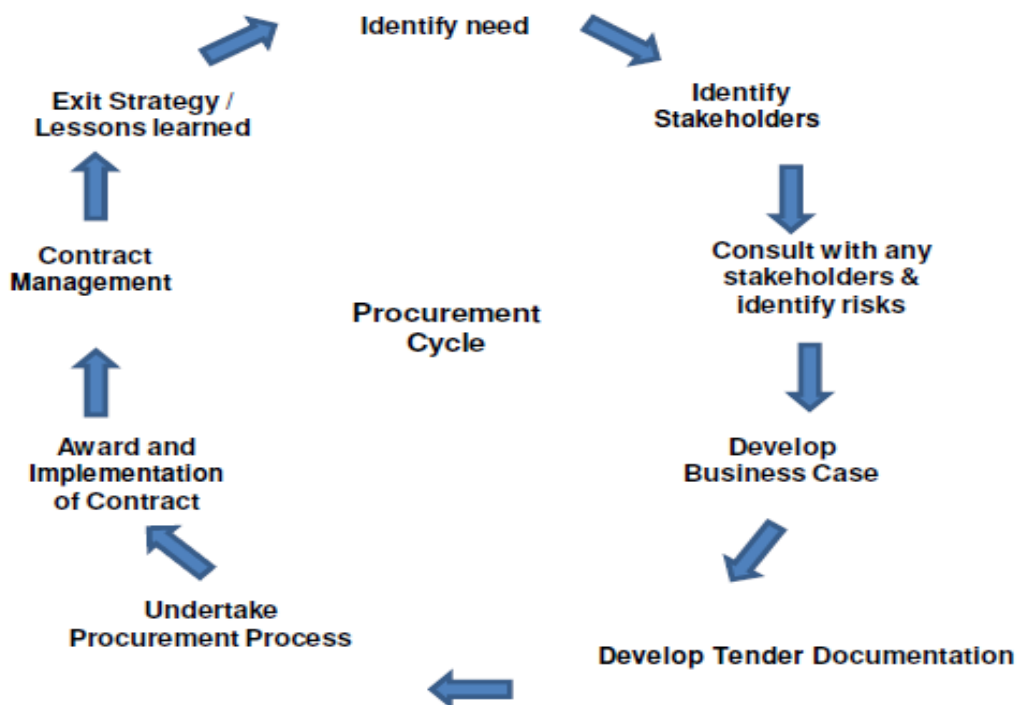 Identify need
Identify
Stakeholders
Consult with any
stakeholders &
identify risks
Develop
Business Case
Develop Tender Documentation
Undertake
Procurement Process
Award and
Implementation
of Contract
Contract
Management
Exit Strategy /
Lessons learned
Procurement
Cycle